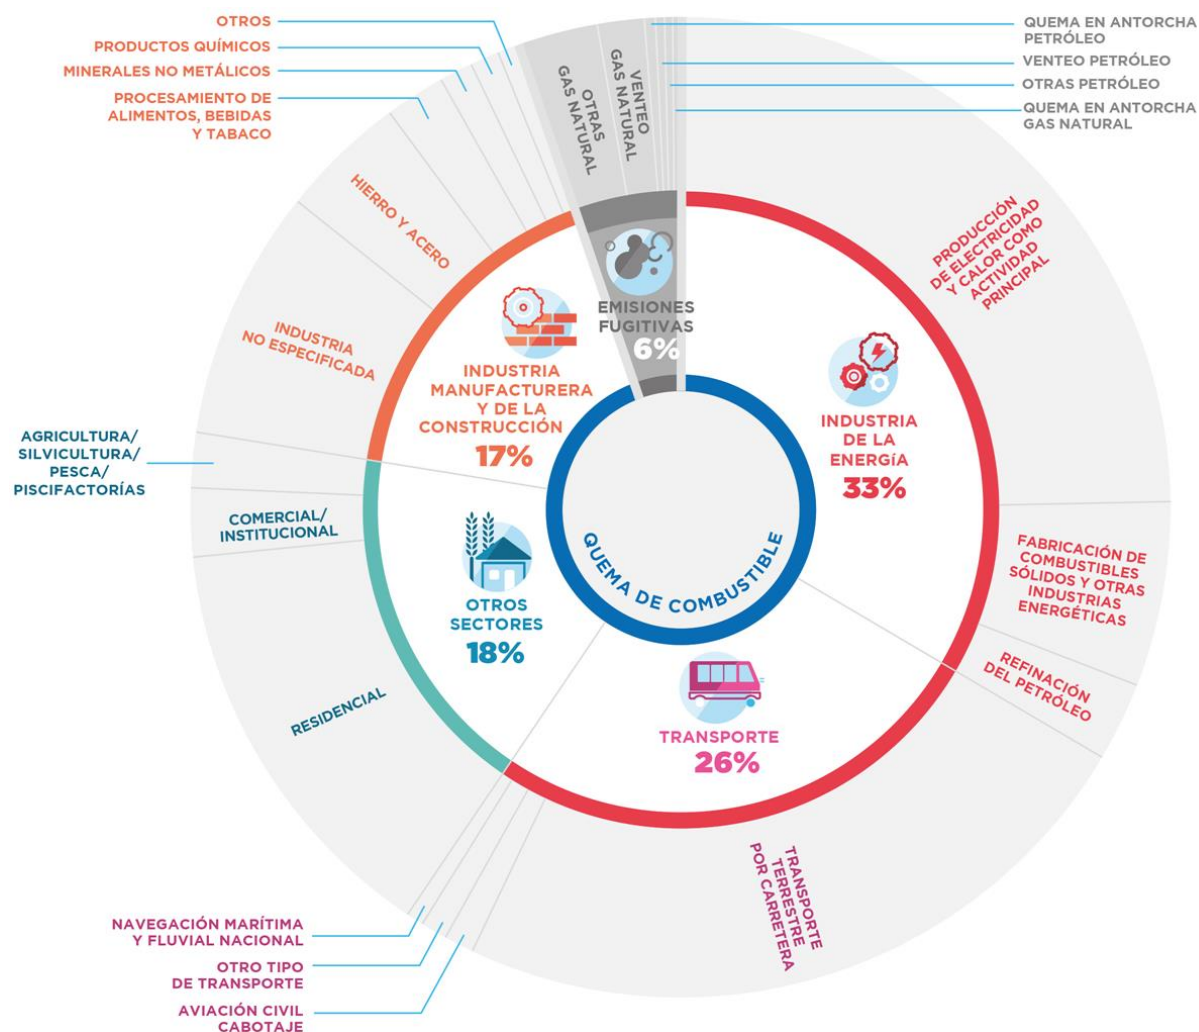 OTROS
PRODUCTOS QUÍMICOS
MINERALES NO METÁLICOS
PROCESAMIENTO DE
ALIMENTOS, BEBIDAS
Y TABACO
HIERRO Y ACERO
INDUSTRIA
NO ESPECIFICADA
OTRAS
GAS NATURAL
VENTEO
GAS NATURAL
QUEMA EN ANTORCHA
PETRÓLEO
VENTEO PETRÓLEO
OTRAS PETRÓLEO
QUEMA EN ANTORCHA
GAS NATURAL
PRODUCCIÓN
DE ELECTRICIDAD
Y CALOR COMO
ACTIVIDAD
PRINCIPAL
EMISIONES
FUGITIVAS
6%
INDUSTRIA
MANUFACTURERA
Y DE LA
CONSTRUCCIÓN
17%
INDUSTRIA
DE LA
ENERGíA
33%
AGRICULTURA/
SILVICULTURA/
PESCA/
PISCIFACTORÍAS
COMERCIAL/
INSTITUCIONAL
QUEMA DE COMBUSTIBLE
FABRICACIÓN DE
COMBUSTIBLES
SÓLIDOS Y OTRAS
INDUSTRIAS
ENERGÉTICAS
OTROS
SECTORES
18%
REFINACIÓN
DEL PETRÓLEO
RESIDENCIAL
TRANSPORTE
26%
TRANSPORTE
TERRESTRE
POR CARRETERA
NAVEGACIÓN MARÍTIMA
Y FLUVIAL NACIONAL
OTRO TIPO
DE TRANSPORTE
AVIACIÓN CIVIL
CABOTAJE